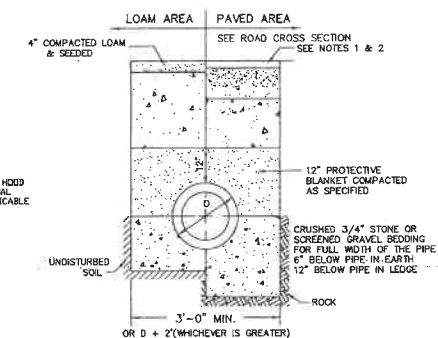 LOAM AREA
PAVED AREA
4" COMPACTED LOAM
& SEEDED
SEE ROAD CROSS SECTION
SEE NOTES 1 & 2
12"
D
HOOD
AL
ICABLE
12" PROTECTIVE
BLANKET COMPACTED
AS SPECIFIED
CRUSHED 3/4" STONE OR
SCREENED GRAVEL BEDDING
FOR FULL WIDTH OF THE PIPE
6" BELOW PIPE-IN-EARTH
12" BELOW PIPE IN LEDGE
UNDISTURBED
SOIL
ROCK
3'-0" MIN.
OR D + 2'(WHICHEVER IS GREATER)